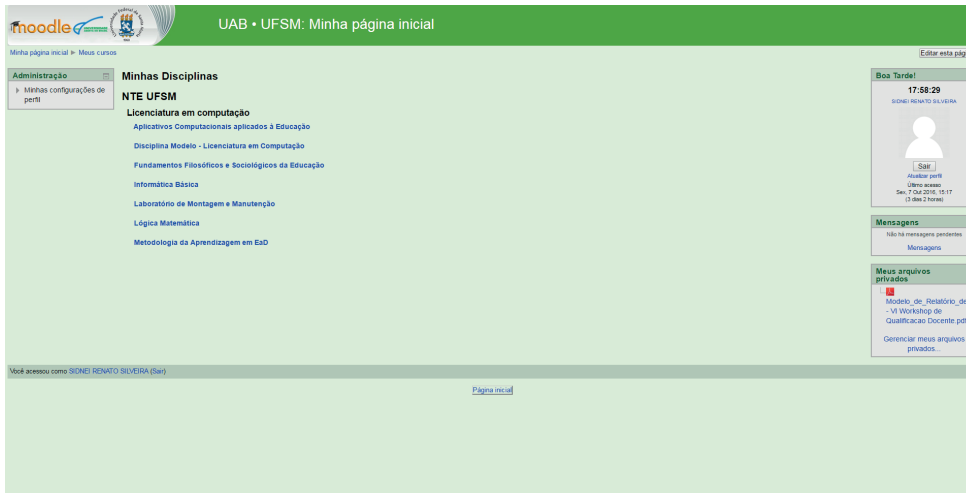 moodle
UAB • UFSM: Minha página inicial
Minha página inicial ► Meus cursos
Editar esta pág
Administração
Minhas configurações de
perfil
Minhas Disciplinas
NTE UFSM
Licenciatura em computação
Aplicativos Computacionais aplicados à Educação
Disciplina Modelo - Licenciatura em Computação
Fundamentos Filosóficos e Sociológicos da Educação
Informática Básica
Laboratório de Montagem e Manutenção
Lógica Matemática
Metodologia da Aprendizagem em EaD
Boa Tarde!
17:58:29
SIDNEI RENATO SILVEIRA
Sair
Atualizar perfil
Último acesso
Sex, 7 Out 2016, 15:17
(3 dias 2 horas)
Mensagens
Não há mensagens pendentes
Mensagens
Meus arquivos
privados
Modelo_de_Relatório_de
- VI Workshop de
Qualificacao Docente.pdf
Gerenciar meus arquivos
privados...
Você acessou como SIDNEI RENATO SILVEIRA (Sair)
Página inicial